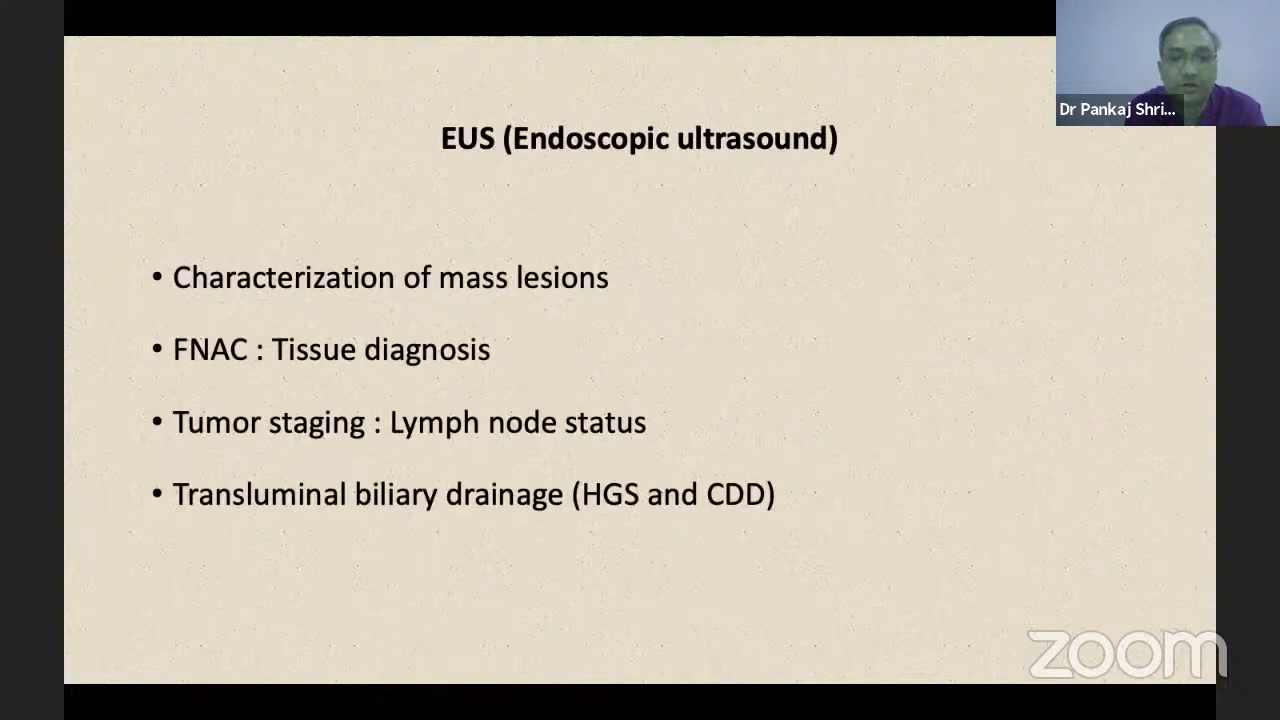 EUS (Endoscopic ultrasound)
Dr Pankaj Shri...
• Characterization of mass lesions
• FNAC : Tissue diagnosis
• Tumor staging : Lymph node status
• Transluminal biliary drainage (HGS and CDD)
zoom